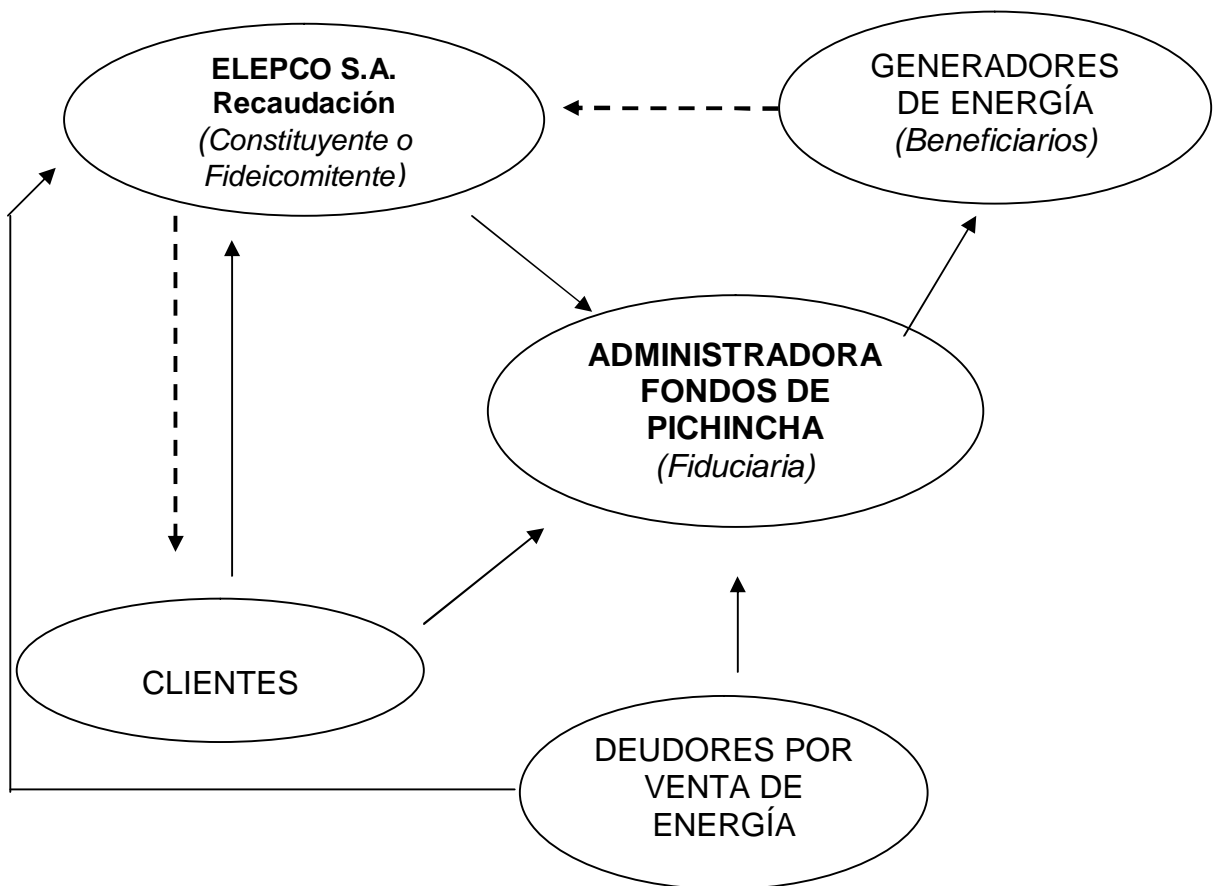 ELEPCO S.A.
Recaudación
(Constituyente o
Fideicomitente)
GENERADORES
DE ENERGÍA
(Beneficiarios)
ADMINISTRADORA
FONDOS DE
PICHINCHA
(Fiduciaria)
CLIENTES
DEUDORES POR
VENTA DE
ENERGÍA